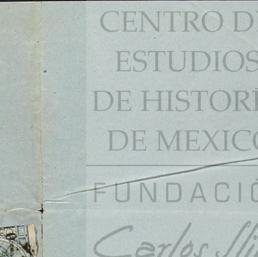 CENTRO D
ESTUDIOS
DE HISTORI
DE MEXICO
FUNDACIÓ
Carlos Sli